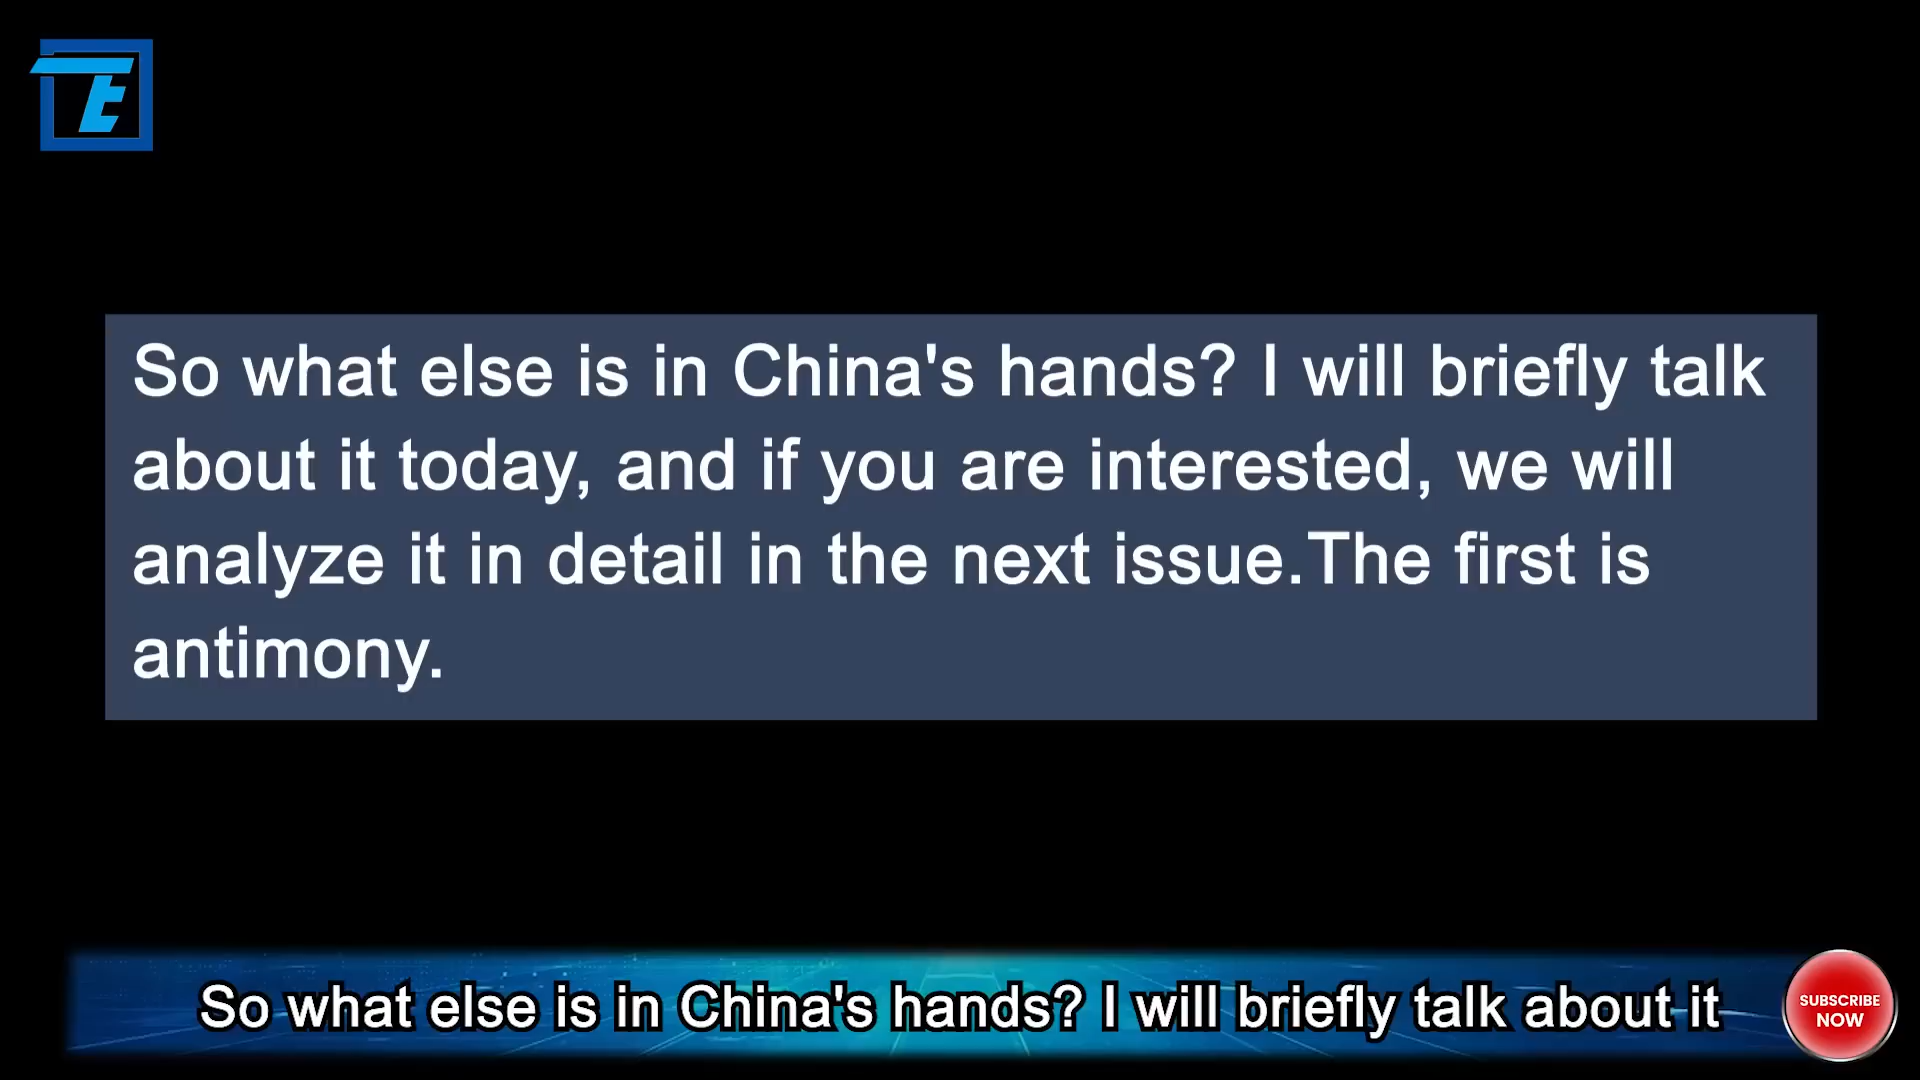 TE
So what else is in China's hands? I will briefly talk
about it today, and if you are interested, we will
analyze it in detail in the next issue.The first is
antimony.
So what else is in China's hands? I will briefly talk about it
SUBSCRIBE
NOW